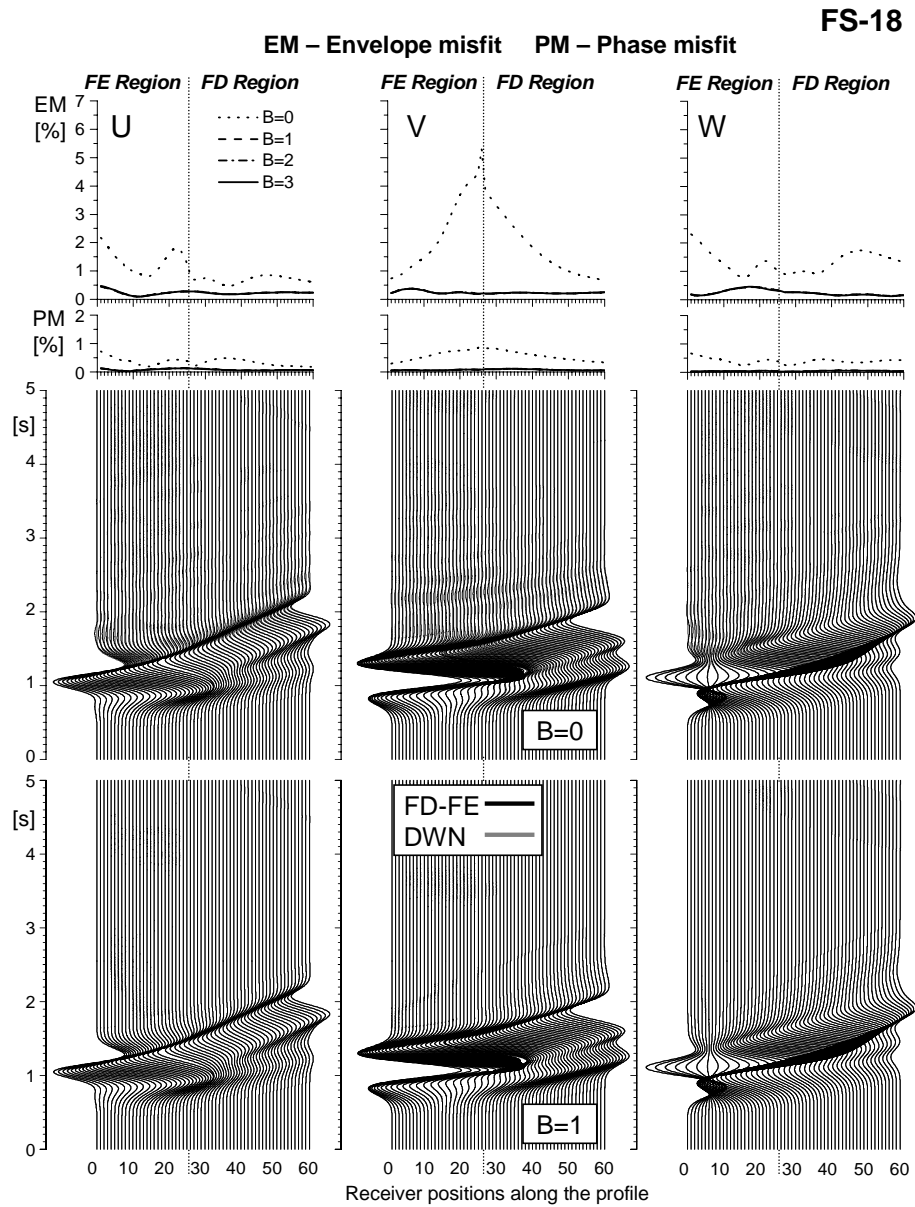 FS-18
EM – Envelope misfit PM – Phase misfit
FE Region FD Region FE Region FD Region FE Region FD Region
EM
[%]
7
6
5
4
3
2
1
0
U
B=0
B=1
B=2
B=3
V
W
PM
[%]
2
1
0
5
[s]
4
3
2
1
0
B=0
5
[s]
4
3
2
1
0
FD-FE
DWN
B=1
0 10 20 30 40 50 60 0 10 20 30 40 50 60 0 10 20 30 40 50 60
Receiver positions along the profile